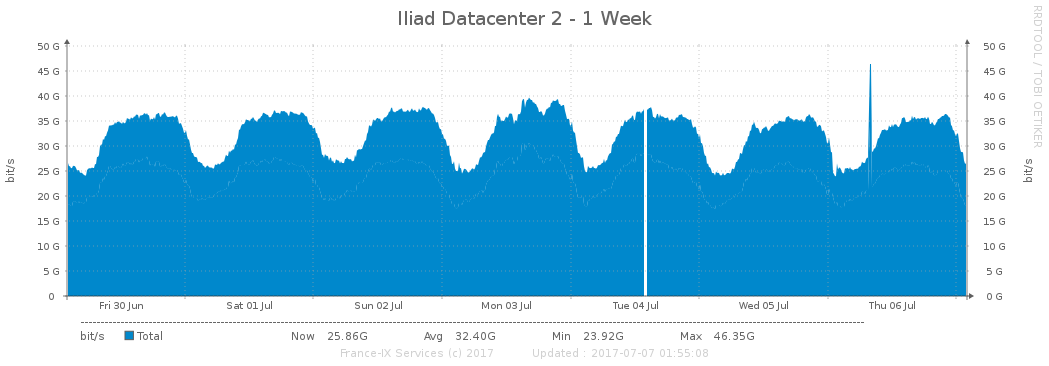 Iliad Datacenter 2 - 1 Week
RRDTOOL / TOBI OETIKER
50 G 50 G
45 G 45 G
40 G 40 G
35 G 35 G
30 G 30 G
25 G 25 G
20 G 20 G
15 G 15 G
10 G 10 G
5 G 5 G
0 0 G
bit/s
bit/s
Fri 30 Jun Sat 01 Jul Sun 02 Jul Mon 03 Jul Tue 04 Jul Wed 05 Jul Thu 06 Jul
bit/s Total Now 25.86G Avg 32.40G Min 23.92G Max 46.35G
France-IX Services (c) 2017 Updated : 2017-07-07 01:55:08